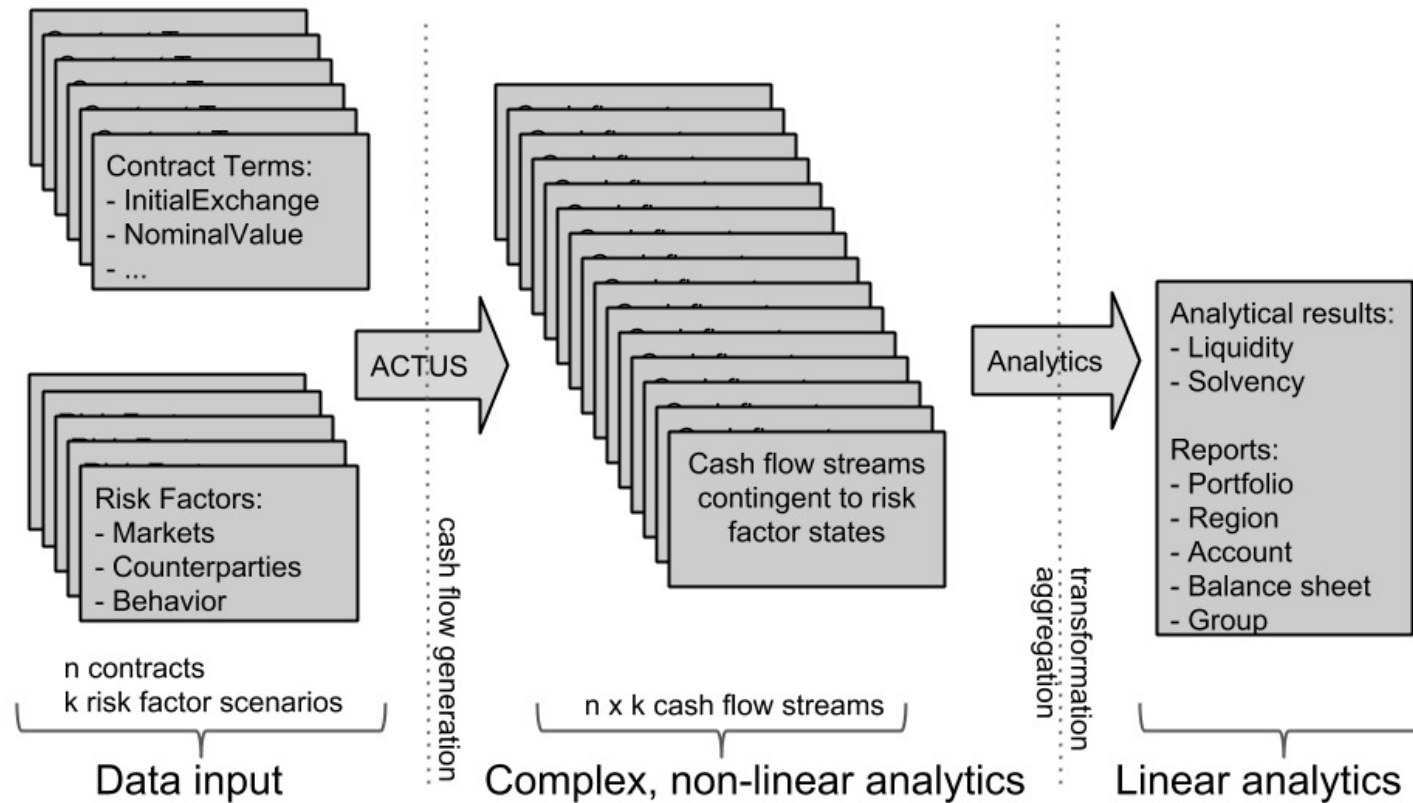 Contract Terms:
- InitialExchange
- NominalValue
- ...
Risk Factors:
- Markets
- Counterparties
- Behavior
n contracts
k risk factor scenarios
Data input
ACTUS
cash flow generation
Cash flow streams
contingent to risk
factor states
n x k cash flow streams
Complex, non-linear analytics
Analytics
transformation
aggregation
Analytical results:
- Liquidity
- Solvency
Reports:
- Portfolio
- Region
- Account
- Balance sheet
- Group
Linear analytics